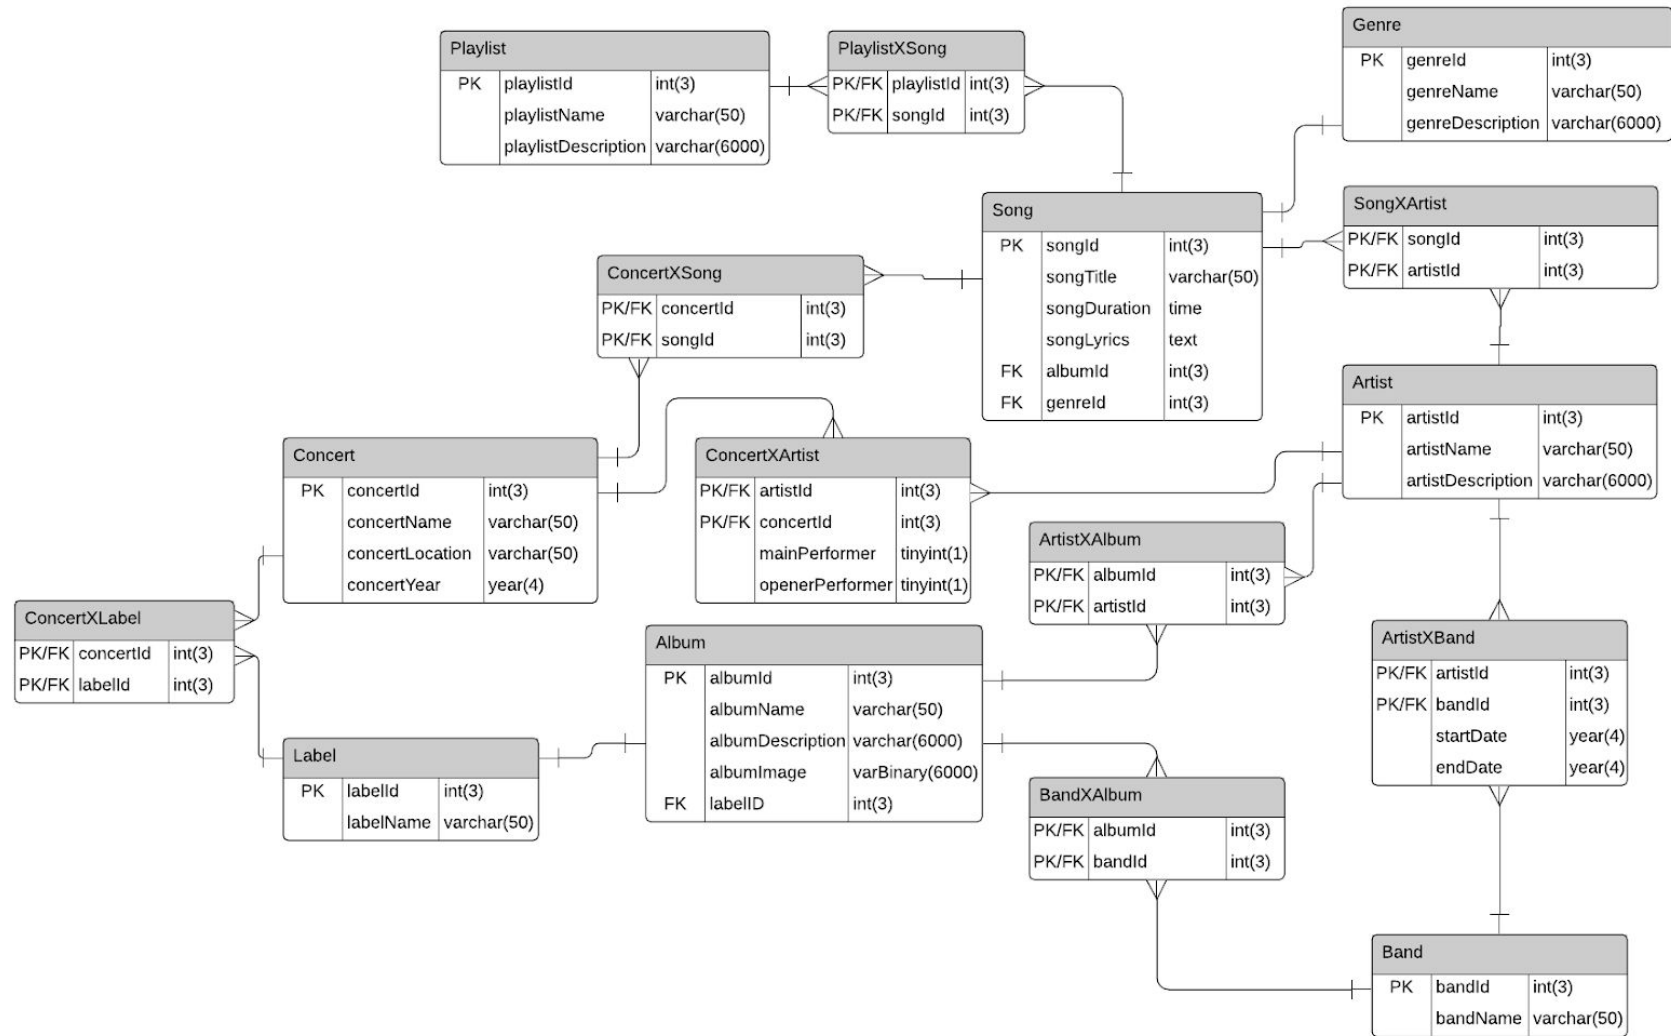 Playlist
PK playlistId int(3)
playlistName varchar(50)
playlistDescription varchar(6000)
PlaylistXSong
PK/FK playlistId int(3)
PK/FK songId int(3)
Genre
PK genreId int(3)
genreName varchar(50)
genreDescription varchar(6000)
Song
PK songId int(3)
songTitle varchar(50)
songDuration time
songLyrics text
FK albumId int(3)
FK genreId int(3)
SongXArtist
PK/FK songId int(3)
PK/FK artistId int(3)
ConcertXSong
PK/FK concertId int(3)
PK/FK songId int(3)
Artist
PK artistId int(3)
artistName varchar(50)
artistDescription varchar(6000)
Concert
PK concertId int(3)
concertName varchar(50)
concertLocation varchar(50)
concertYear year(4)
ConcertXArtist
PK/FK artistId int(3)
PK/FK concertId int(3)
mainPerformer tinyint(1)
openerPerformer tinyint(1)
ArtistXAlbum
PK/FK albumId int(3)
PK/FK artistId int(3)
ConcertXLabel
PK/FK concertId int(3)
PK/FK labelId int(3)
Album
PK albumId int(3)
albumName varchar(50)
albumDescription varchar(6000)
albumImage varBinary(6000)
FK labelID int(3)
ArtistXBand
PK/FK artistId int(3)
PK/FK bandId int(3)
startDate year(4)
endDate year(4)
Label
PK labelId int(3)
labelName varchar(50)
BandXAlbum
PK/FK albumId int(3)
PK/FK bandId int(3)
Band
PK bandId int(3)
bandName varchar(50)